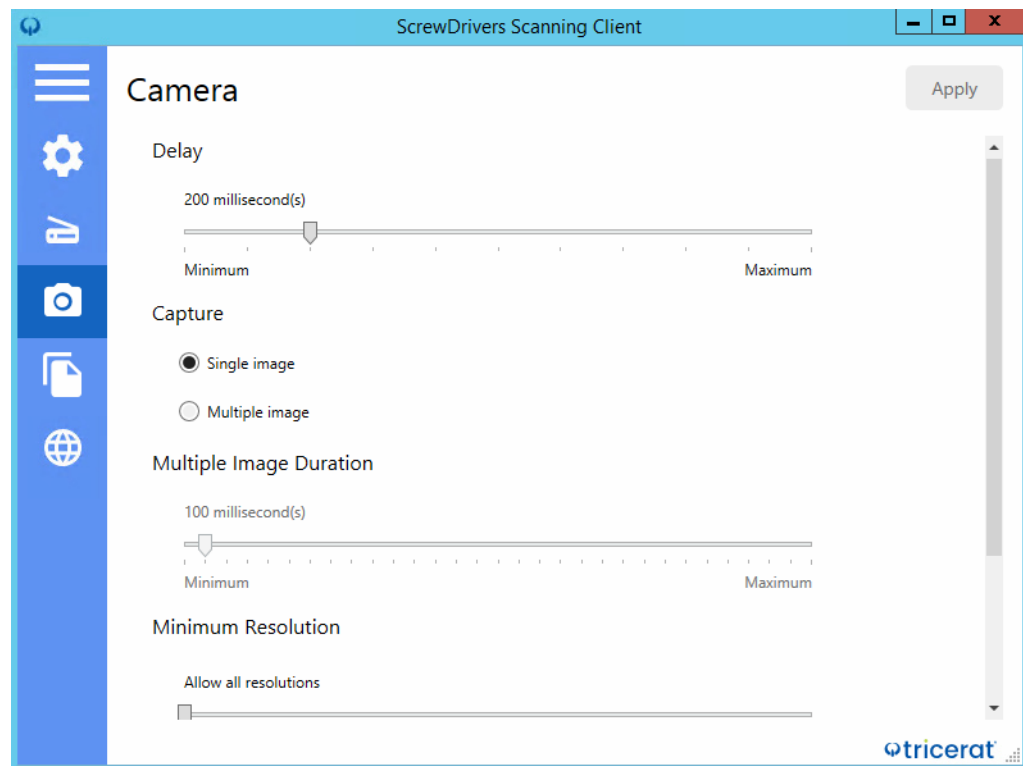 ScrewDrivers Scanning Client
Camera
Apply
Delay
200 millisecond(s)
Minimum Maximum
Capture
Single image
Multiple image
Multiple Image Duration
100 millisecond(s)
Minimum Maximum
Minimum Resolution
Allow all resolutions
tricerat